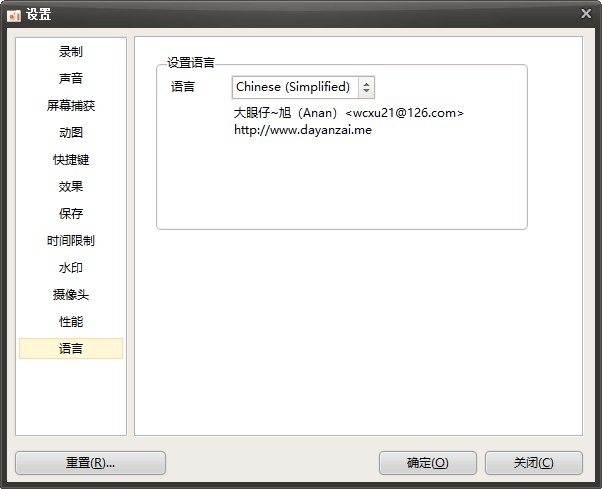 设置
录制
声音
屏幕捕获
动图
快捷键
效果
保存
时间限制
水印
摄像头
性能
语言
设置语言
语言 Chinese (Simplified)
大眼仔~旭（Anan）<wcxu21@126.com>
http://www.dayanzai.me
重置(R)... 确定(O) 关闭(C)